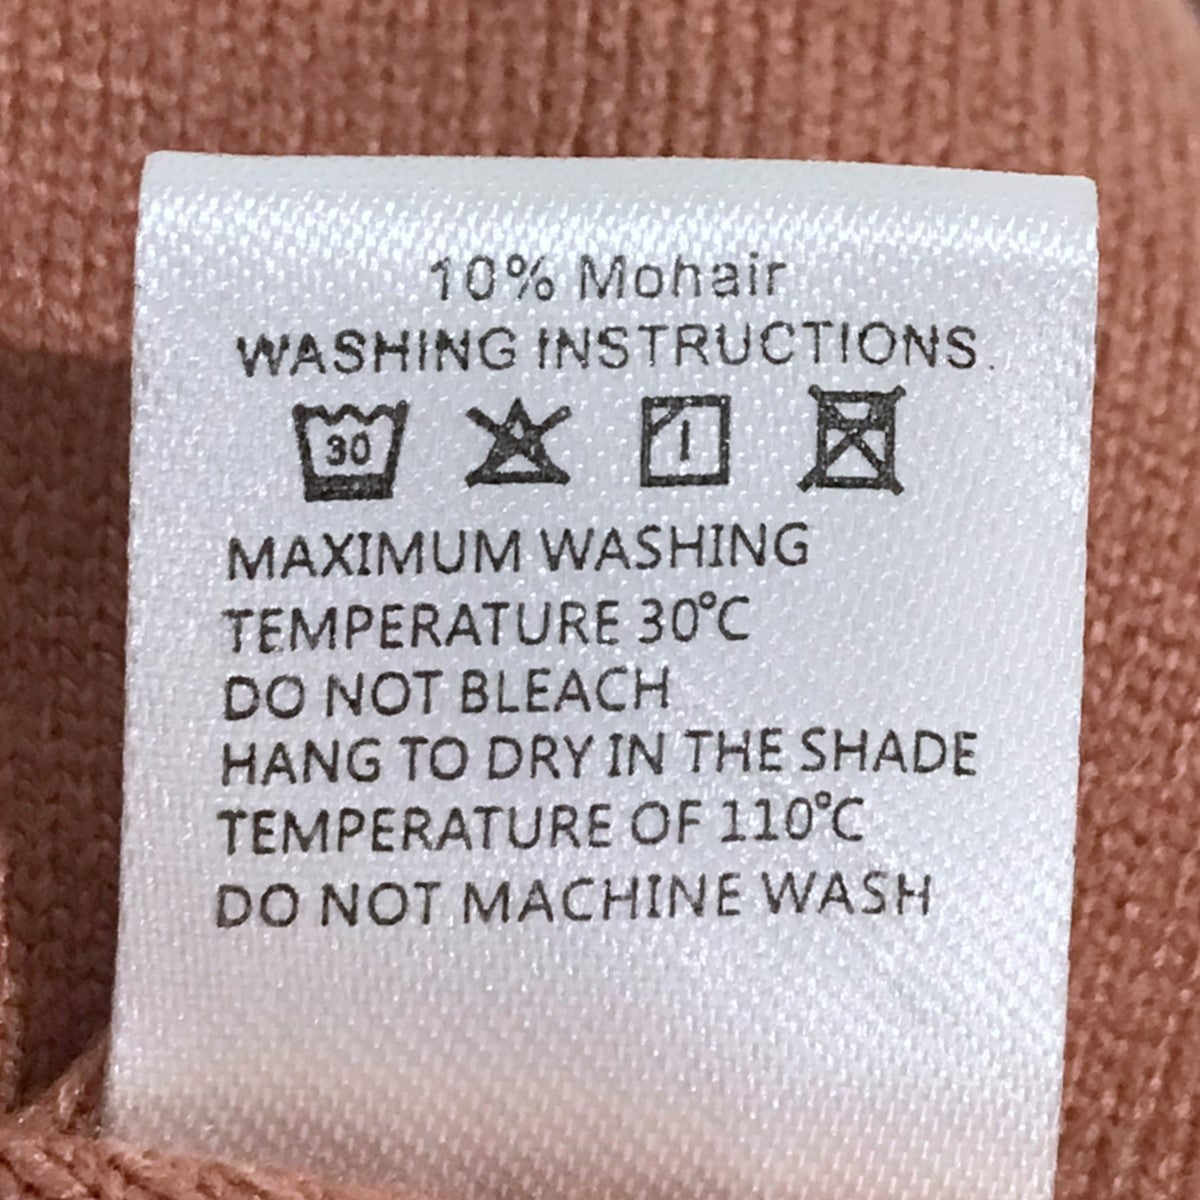 10% Mohair
WASHING INSTRUCTIONS.
30
MAXIMUM WASHING
TEMPERATURE 30°C
DO NOT BLEACH
HANG TO DRY IN THE SHADE
TEMPERATURE OF 110°C
DO NOT MACHINE WASH